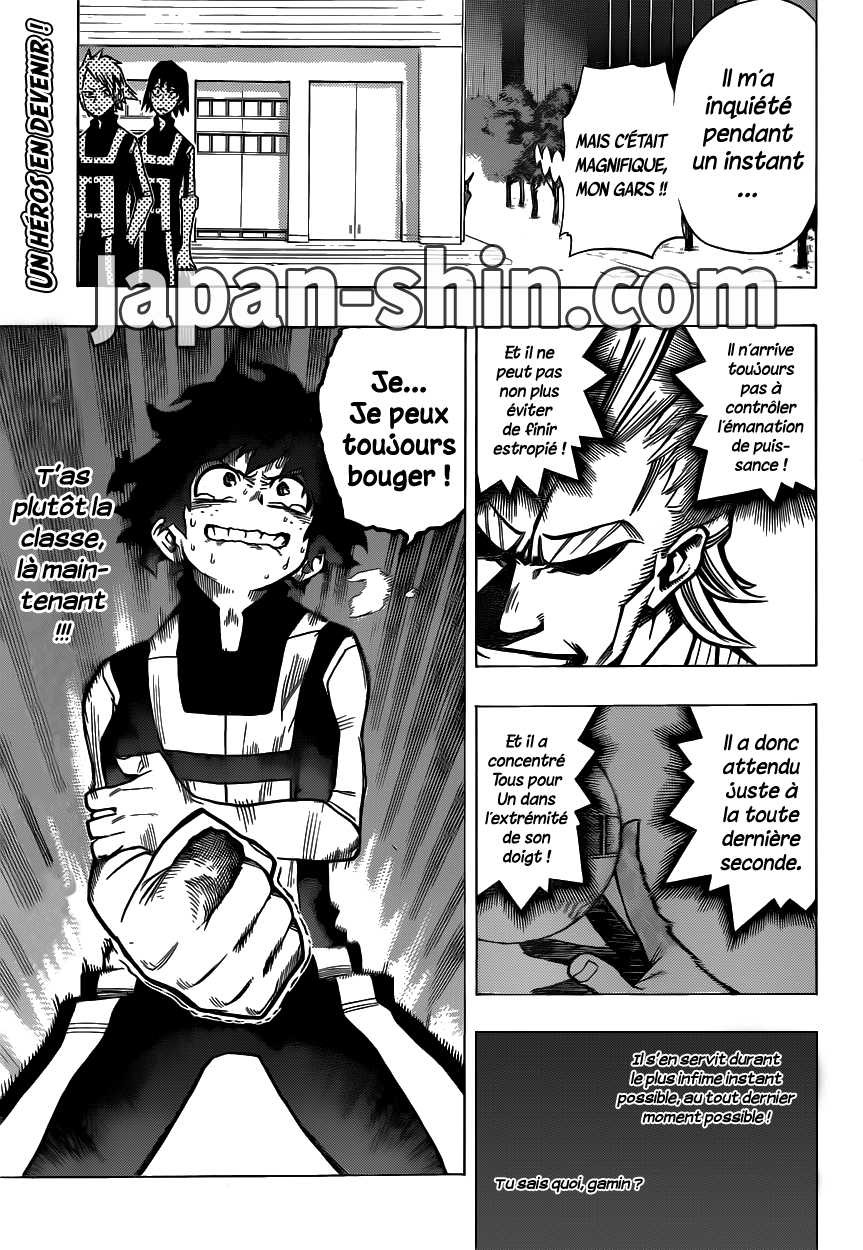 Il m'a
inquiété
pendant
un instant
...
MAIS C'ÉTAIT
MAGNIFIQUE,
MON GARS !!
UN HÉROS EN DEVENIR !
Japan-shin.com
Il n'arrive
toujours
pas à
contrôler
l'émanation
de puis-
sance !
Et il ne
peut pas
non plus
éviter
de finir
estropié !
Il a donc
attendu
juste à
la toute
dernière
seconde.
Et il a
concentré
Tous pour
Un dans
l'extrémité
de son
doigt !
Il s'en servit durant
le plus infime instant
possible, au tout dernier
moment possible !
Tu sais quoi, gamin ?
Je...
Je peux
toujours
bouger !
T'as
plutôt la
classe,
là main-
tenant
!!!